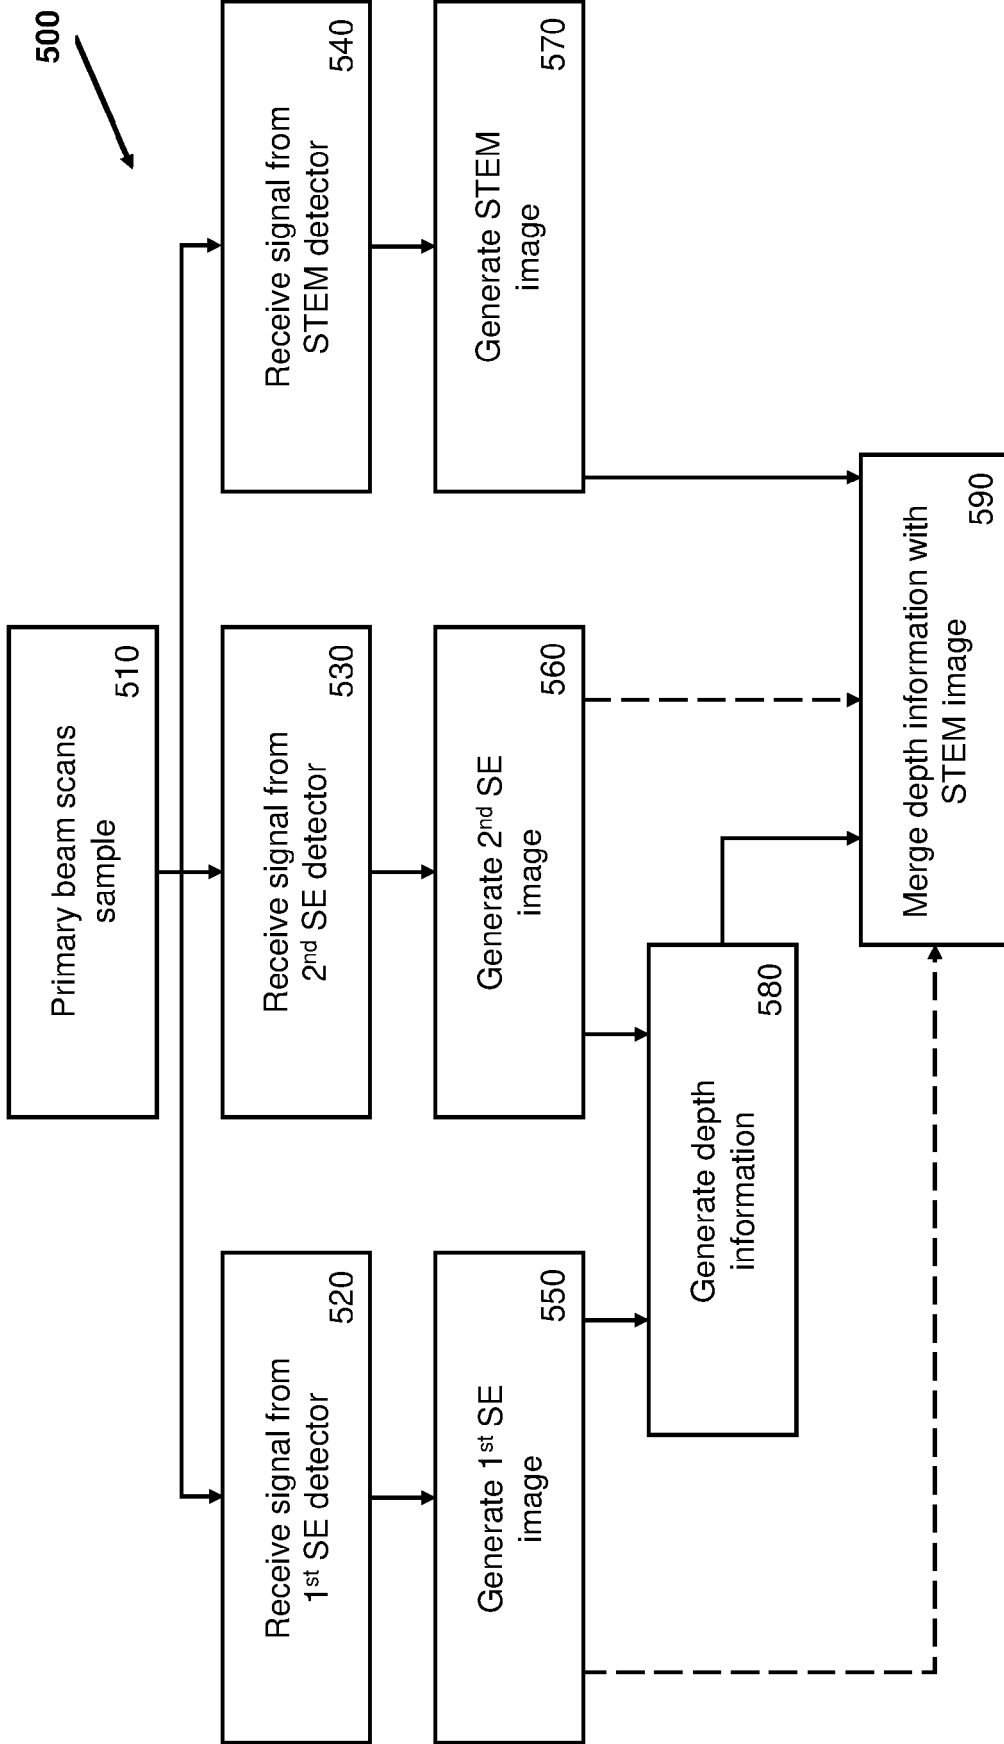 500
Primary beam scans
sample
510
Receive signal from
1st SE detector
520
Receive signal from
2nd SE detector
530
Receive signal from
STEM detector
540
Generate 1st SE
image
550
Generate 2nd SE
image
560
Generate STEM
image
570
Generate depth
information
580
Merge depth information with
STEM image
590